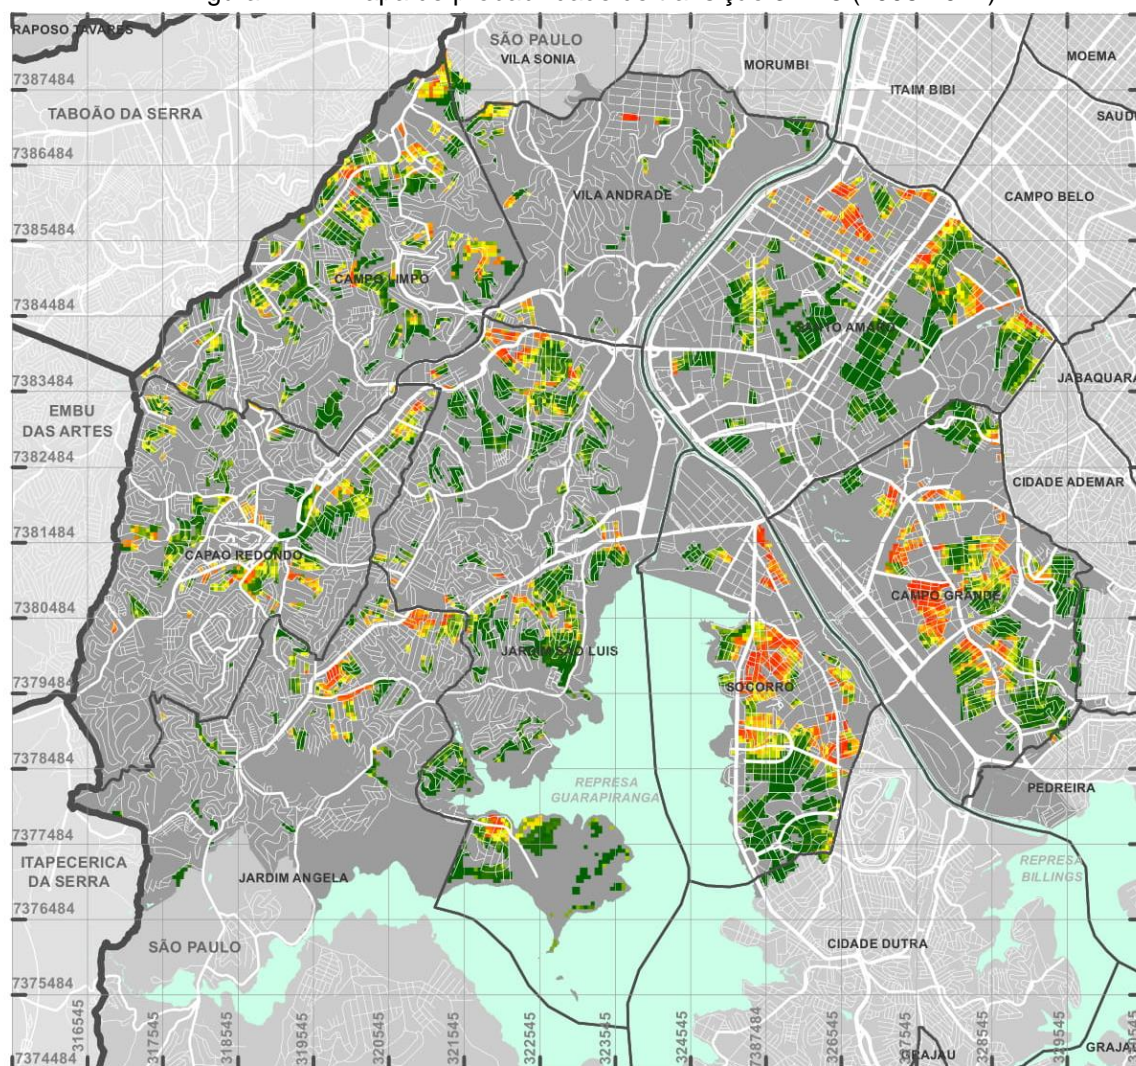 RAPOSO TAVARES
SÃO PAULO
VILA SONIA
MORUMBI
MOEMA
7387484
ITAIM BIBI
TABOÃO DA SERRA
7386484
VILA ANDRADE
CAMPO BELO
7385484
CAMPO LIMPO
7384484
SANTO AMARO
7383484
JABAQUARA
EMBU
DAS ARTES
7382484
CIDADE ADEMAR
7381484
CAPAO REDONDO
CAMPO GRANDE
7380484
JARDIM SAO LUIS
SOCORRO
7379484
7378484
REPRESA
GUARAPIRANGA
PEDREIRA
7377484
ITAPECERICA
DA SERRA
JARDIM ANGELA
REPRESA
BILLINGS
7376484
SÃO PAULO
CIDADE DUTRA
7375484
316545
317545
318545
319545
320545
321545
322545
323545
324545
7387484
326545
327545
328545
329545
7374484
GRAJAU